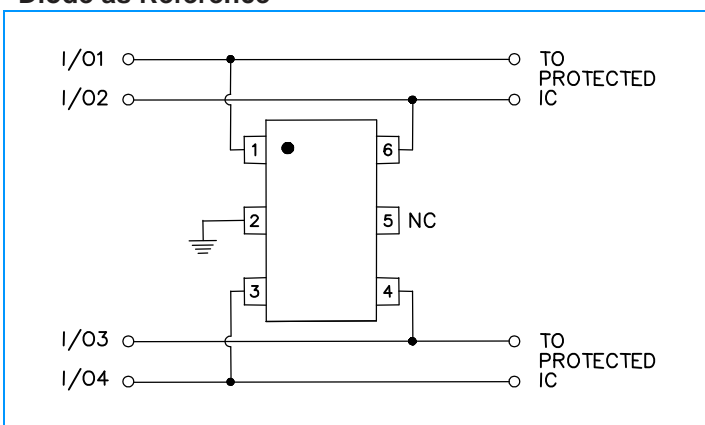 Diode as Reference
I/O1
TO
PROTECTED
I/O2
IC
1
6
2
5
NC
3
4
I/O3
TO
PROTECTED
I/O4
IC